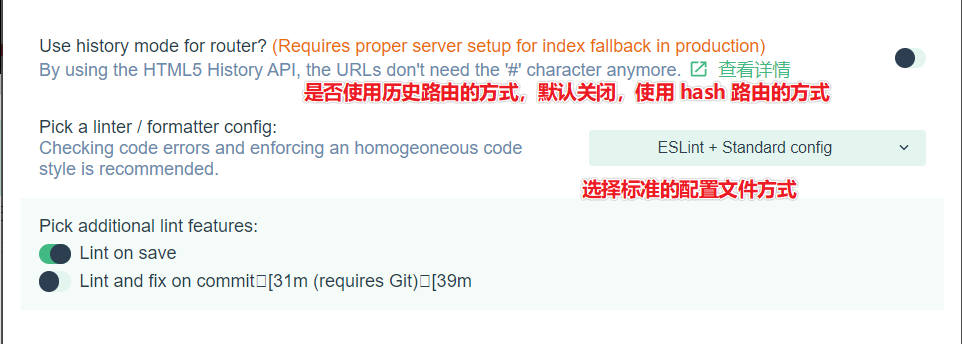 Use history mode for router? (Requires proper server setup for index fallback in production)
By using the HTML5 History API, the URLs don't need the '#' character anymore. 查看详情
是否使用历史路由的方式，默认关闭，使用 hash 路由的方式
Pick a linter / formatter config:
Checking code errors and enforcing an homogeoneous code
style is recommended.
ESLint + Standard config
选择标准的配置文件方式
Pick additional lint features:
Lint on save
Lint and fix on commit▯[31m (requires Git)▯[39m